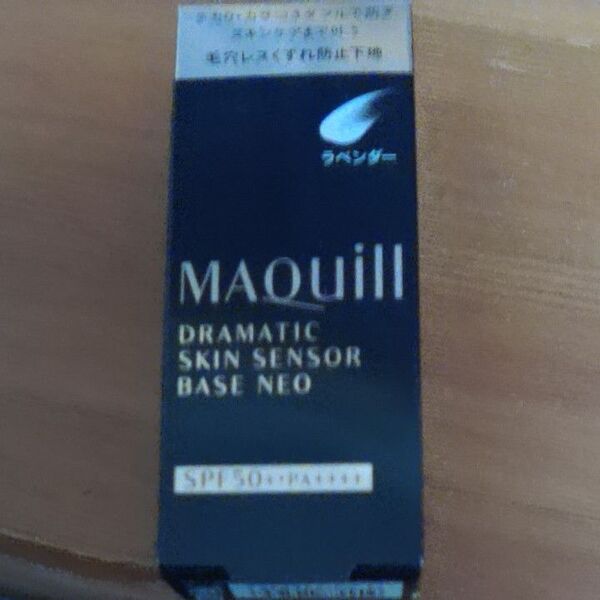 毛穴レスくずれ防止下地
ラベンダー
MAQuill
DRAMATIC
SKIN SENSOR
BASE NEO
SPF50+・PA++++